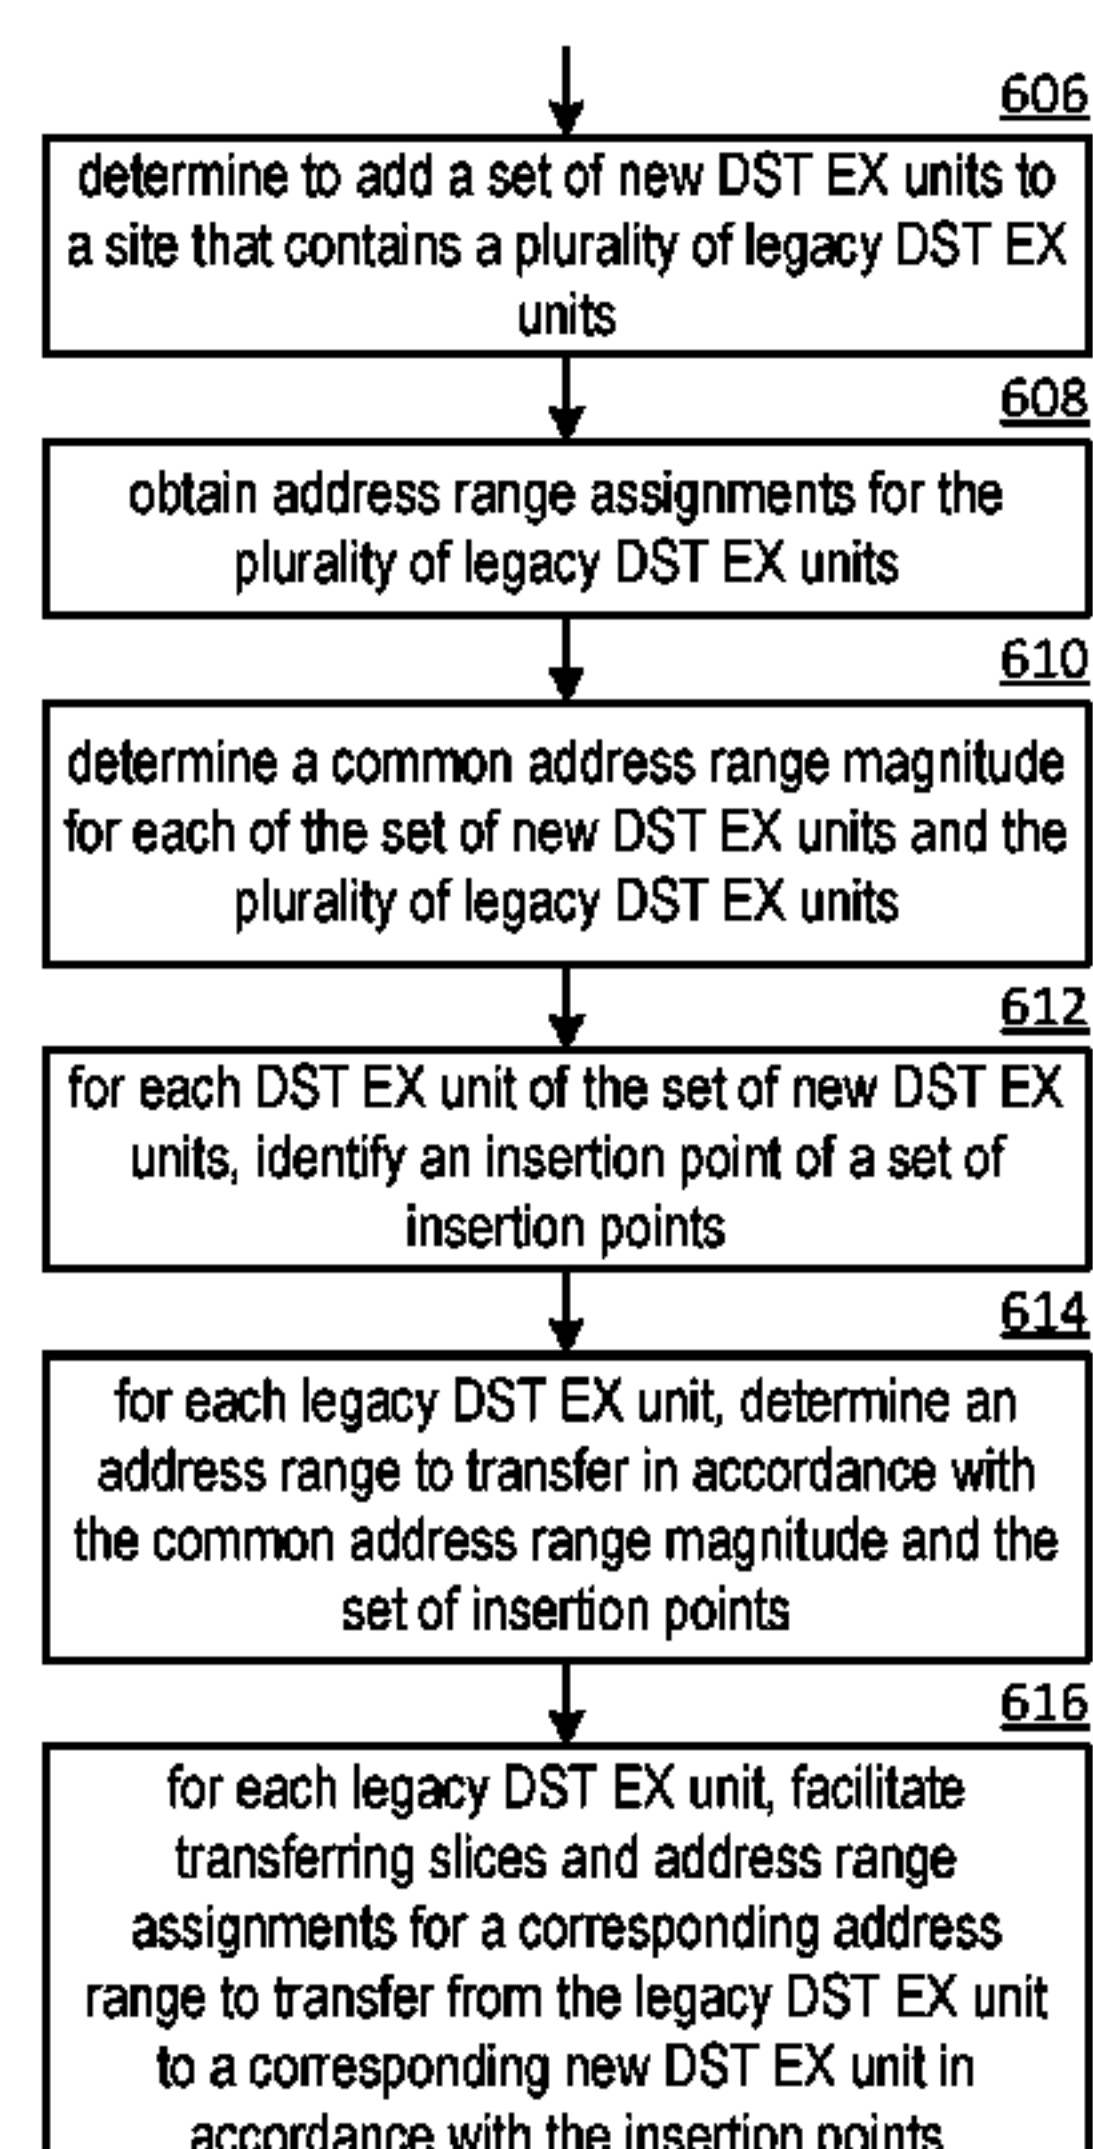 606
determine to add a set of new DST EX units to
a site that contains a plurality of legacy DST EX
units
608
obtain address range assignments for the
plurality of legacy DST EX units
610
determine a common address range magnitude
for each of the set of new DST EX units and the
plurality of legacy DST EX units
612
for each DST EX unit of the set of new DST EX
units, identify an insertion point of a set of
insertion points
614
for each legacy DST EX unit, determine an
address range to transfer in accordance with
the common address range magnitude and the
set of insertion points
616
for each legacy DST EX unit, facilitate
transferring slices and address range
assignments for a corresponding address
range to transfer from the legacy DST EX unit
to a corresponding new DST EX unit in
accordance with the insertion points